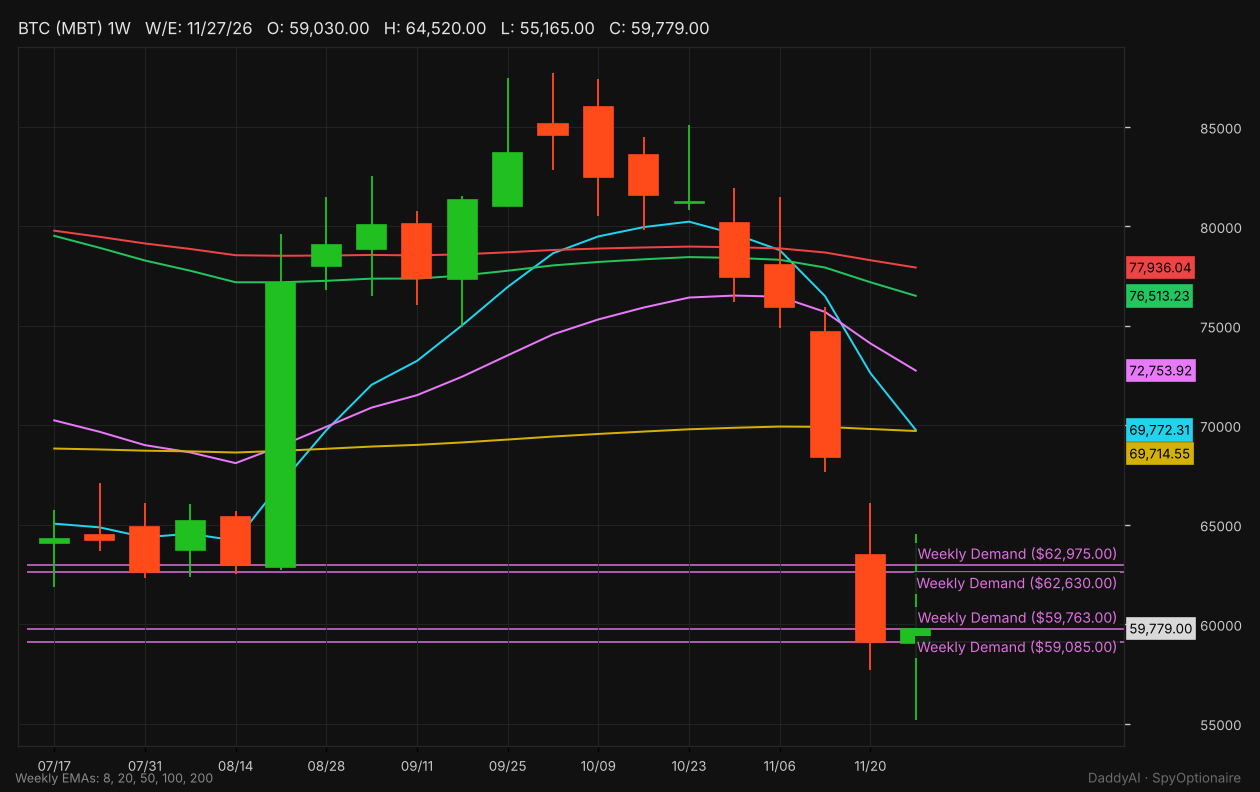 BTC (MBT) 1W W/E: 11/27/26 O: 59,030.00 H: 64,520.00 L: 55,165.00 C: 59,779.00
85000
80000
77,936.04
76,513.23
75000
72,753.92
70000
69,772.31
69,714.55
65000
Weekly Demand ($62,975.00)
Weekly Demand ($62,630.00)
Weekly Demand ($59,763.00)
59,779.00
60000
Weekly Demand ($59,085.00)
55000
07/17 07/31 08/14 08/28 09/11 09/25 10/09 10/23 11/06 11/20
Weekly EMAs: 8, 20, 50, 100, 200
DaddyAI · SpyOptionaire